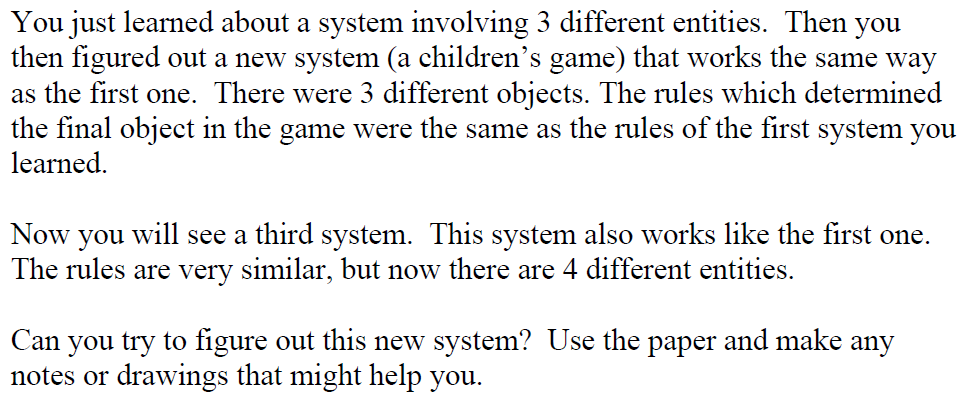 You just learned about a system involving 3 different entities.  Then you
then figured out a new system (a children’s game) that works the same way
as the first one.  There were 3 different objects. The rules which determined
the final object in the game were the same as the rules of the first system you
learned.

Now you will see a third system.  This system also works like the first one.
The rules are very similar, but now there are 4 different entities.

Can you try to figure out this new system?  Use the paper and make any
notes or drawings that might help you.